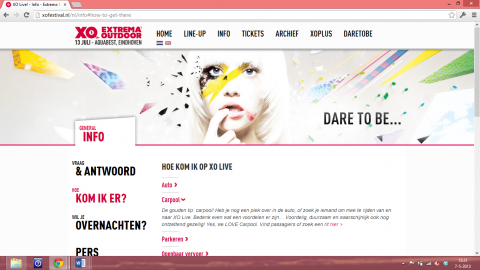 XO Live! - Info - Extrema
xofestival.nl/nl/info#how-to-get-there
XO EXTREMA OUTDOOR
13 JULI - AQUABEST, EINDHOVEN
HOME LINE-UP INFO TICKETS ARCHIEF XOPLUS DARETOBE
DARE TO BE...
GENERAL
INFO
VRAAG
& ANTWOORD
HOE
KOM IK ER?
WIL JE
OVERNACHTEN?
PERS
HOE KOM IK OP XO LIVE
Auto
Carpool
De gouden tip: carpool! Heb je nog een plek over in de auto, of zoek je iemand om mee te rijden van en
naar XO Live. Bedenk even wat een voordelen er zijn... Voordelig, duurzaam en waarschijnlijk ook nog
ontzettend gezellig! Yes, we LOVE Carpool. Vind passagiers of zoek een rit hier >
Parkeren
Openbaar vervoer
7-5-2013